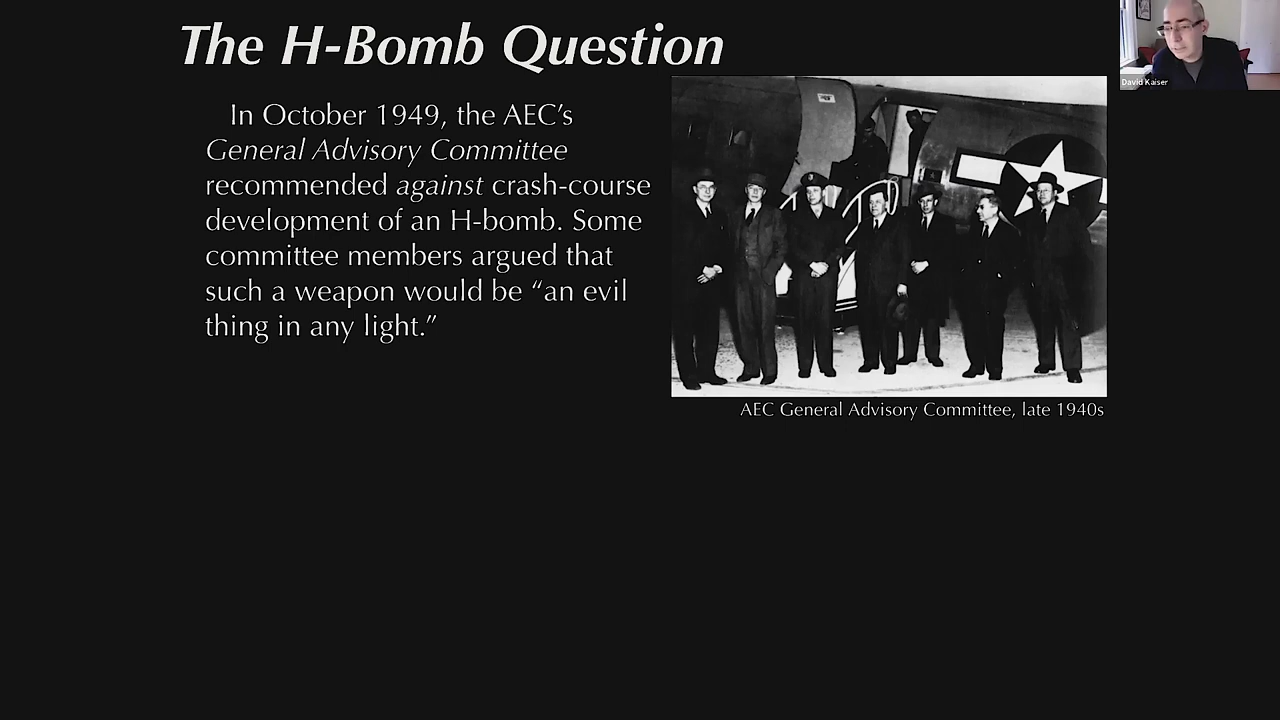 The H-Bomb Question
In October 1949, the AEC’s
General Advisory Committee
recommended against crash-course
development of an H-bomb. Some
committee members argued that
such a weapon would be “an evil
thing in any light.”
AEC General Advisory Committee, late 1940s
David Kaiser